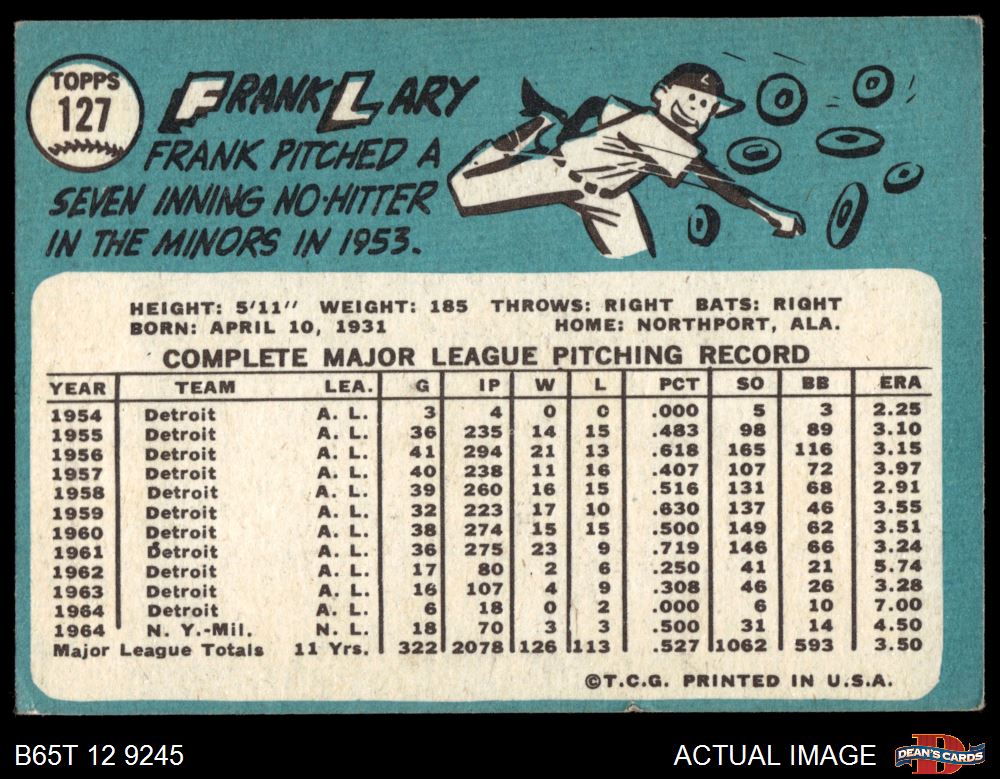 TOPPS
127
FRANK LARY
FRANK PITCHED A
SEVEN INNING NO-HITTER
IN THE MINORS IN 1953.
L
HEIGHT: 5'11" WEIGHT: 185 THROWS: RIGHT BATS: RIGHT
BORN: APRIL 10, 1931 HOME: NORTHPORT, ALA.
COMPLETE MAJOR LEAGUE PITCHING RECORD
YEAR TEAM LEA. G IP W L PCT SO BB ERA
1954 Detroit A. L. 3 4 0 0 .000 5 3 2.25
1955 Detroit A. L. 36 235 14 15 .483 98 89 3.10
1956 Detroit A. L. 41 294 21 13 .618 165 116 3.15
1957 Detroit A. L. 40 238 11 16 .407 107 72 3.97
1958 Detroit A. L. 39 260 16 15 .516 131 68 2.91
1959 Detroit A. L. 32 223 17 10 .630 137 46 3.55
1960 Detroit A. L. 38 274 15 15 .500 149 62 3.51
1961 Detroit A. L. 36 275 23 9 .719 146 66 3.24
1962 Detroit A. L. 17 80 2 6 .250 41 21 5.74
1963 Detroit A. L. 16 107 4 9 .308 46 26 3.28
1964 Detroit A. L. 6 18 0 2 .000 6 10 7.00
1964 N. Y.-Mil. N. L. 18 70 3 3 .500 31 14 4.50
Major League Totals 11 Yrs. 322 2078 126 113 .527 1062 593 3.50
©T.C.G. PRINTED IN U.S.A.
B65T 12 9245 ACTUAL IMAGE
D
DEAN'S CARDS